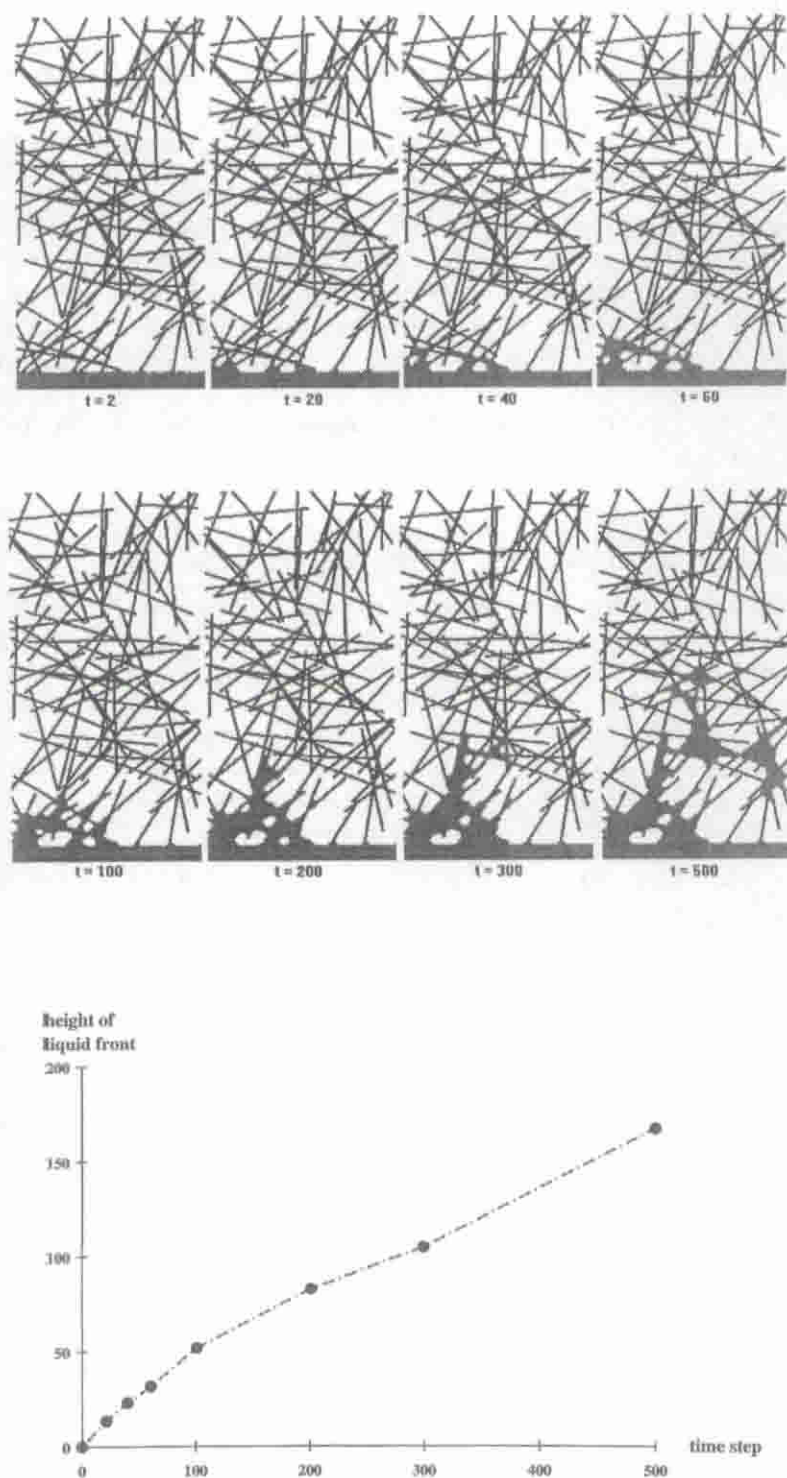 t = 2
t = 20
t = 40
t = 60
t = 100
t = 200
t = 300
t = 500
height of
liquid front
200
150
100
50
0
0
100
200
300
400
500
time step